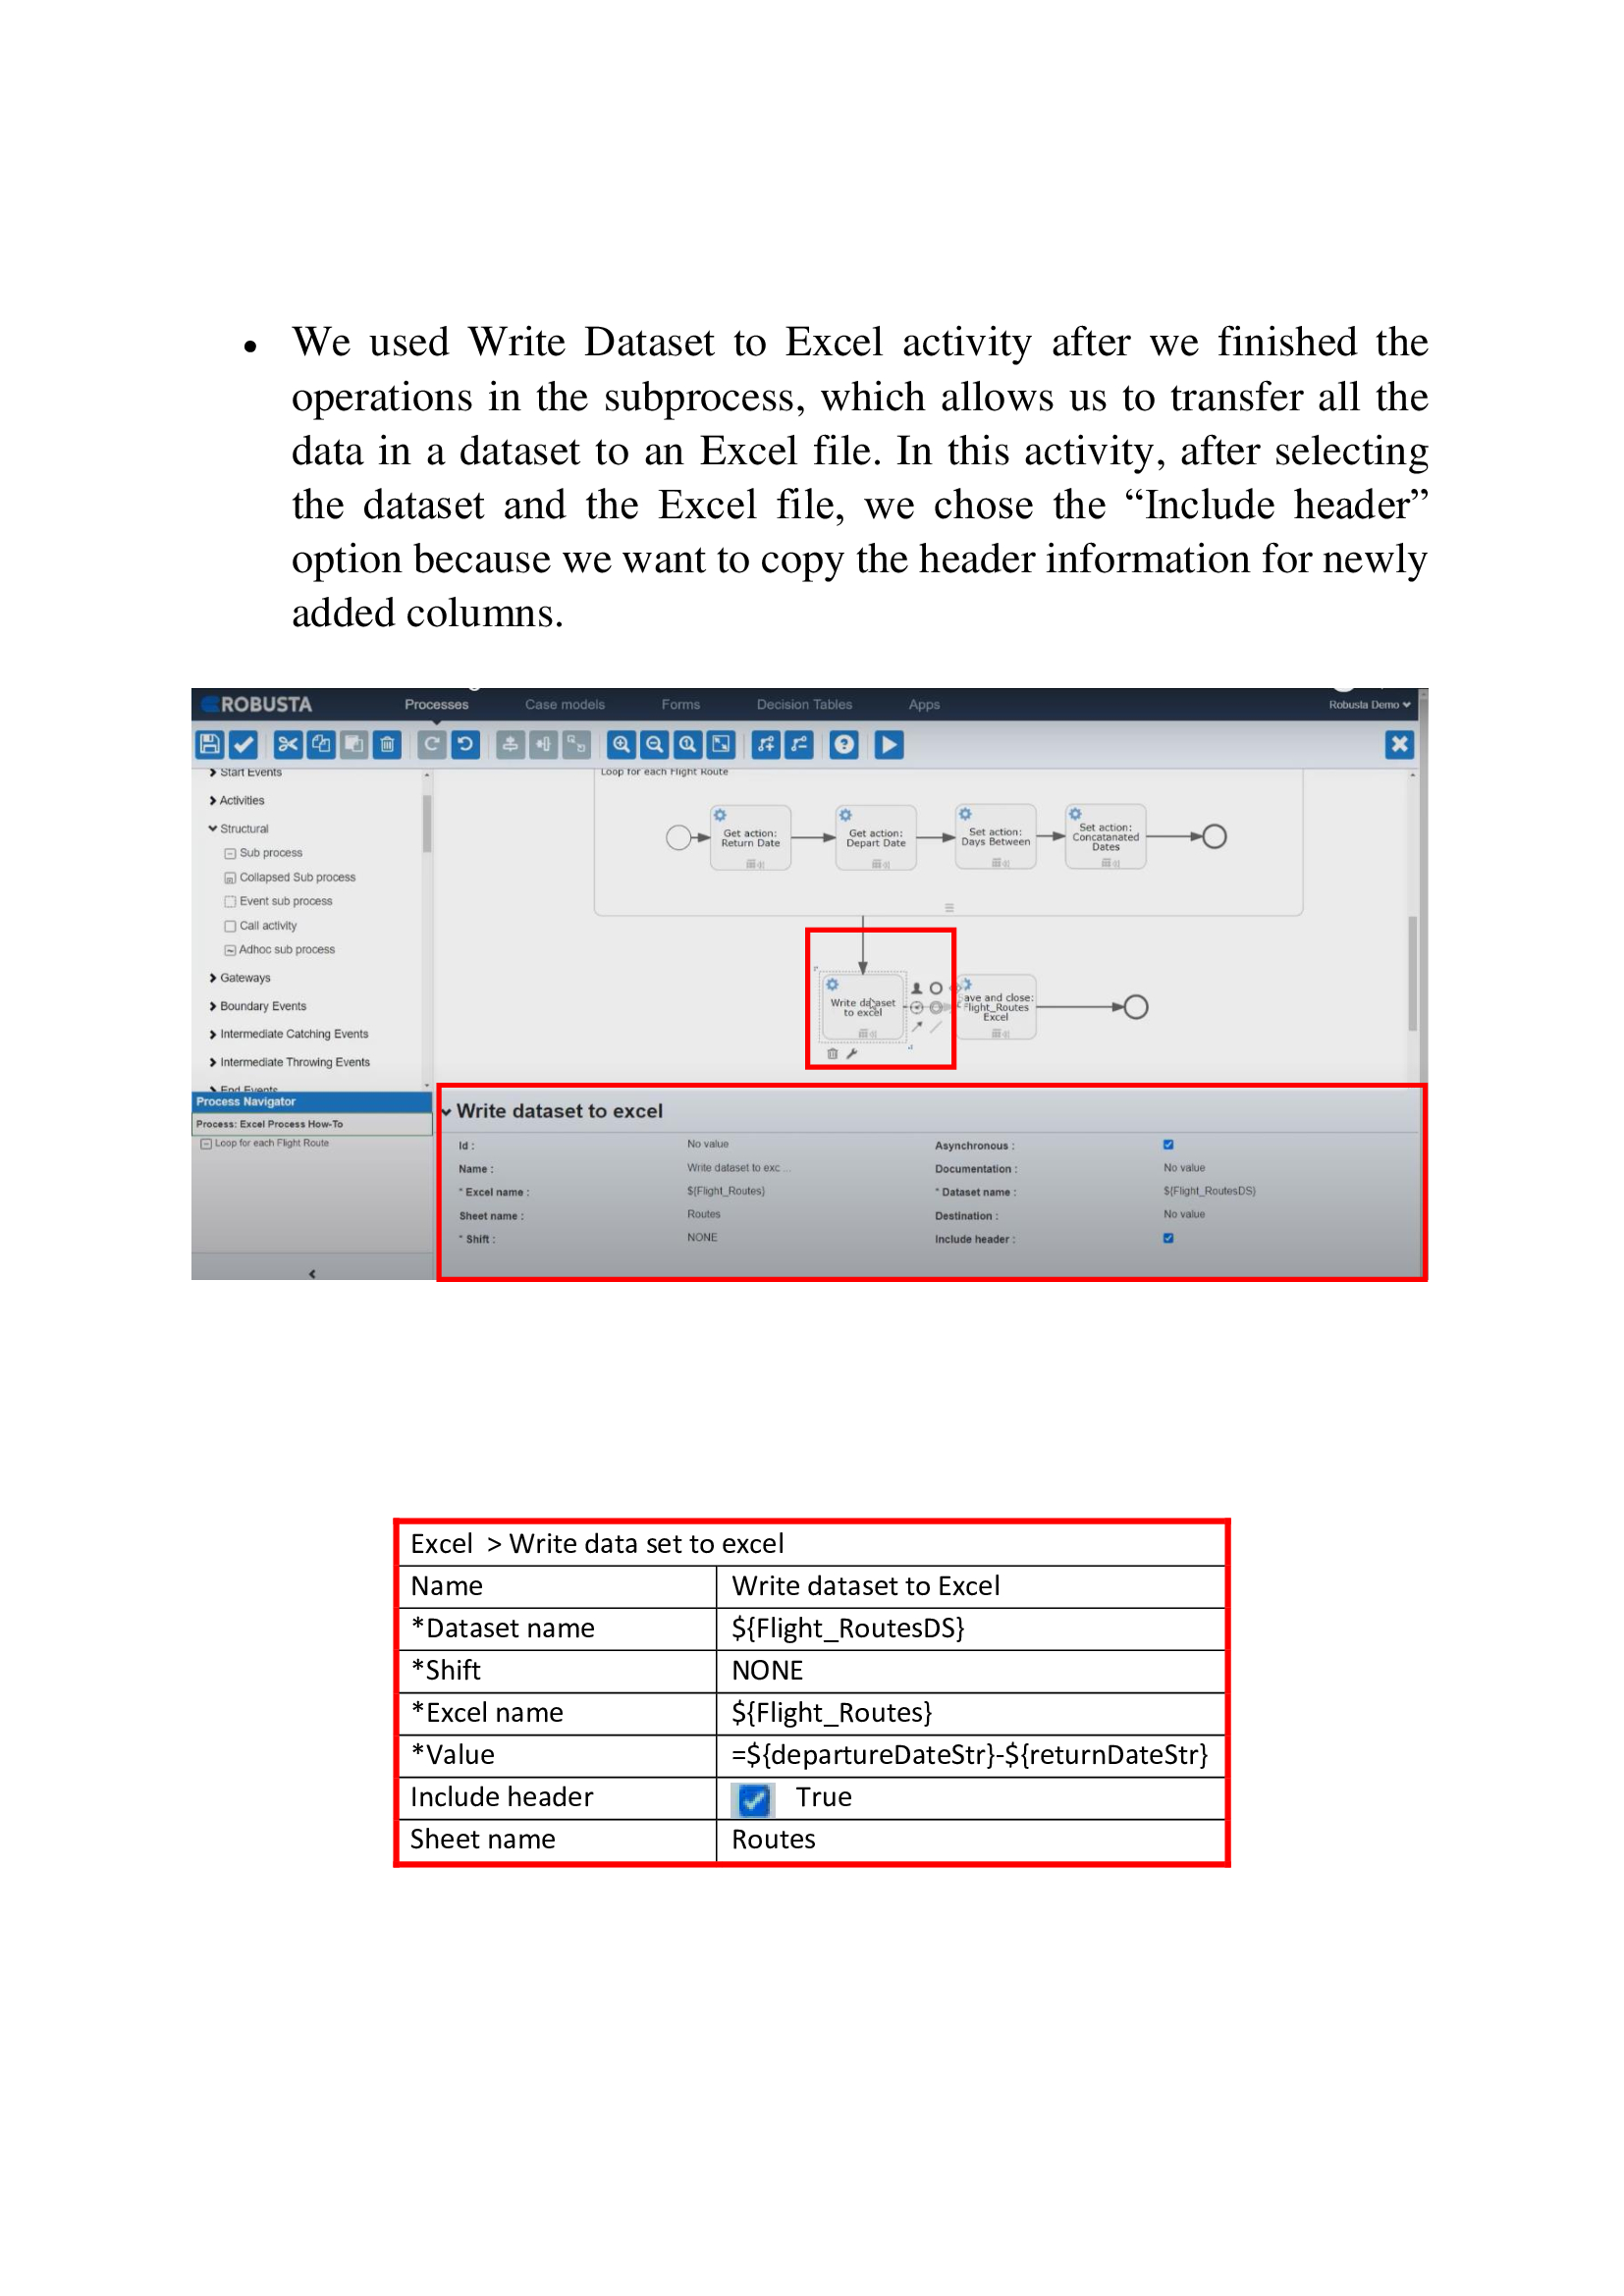 • We used Write Dataset to Excel activity after we finished the
operations in the subprocess, which allows us to transfer all the
data in a dataset to an Excel file. In this activity, after selecting
the dataset and the Excel file, we chose the “Include header”
option because we want to copy the header information for newly
added columns.
ROBUSTA Processes Case models Forms Decision Tables Apps Robusta Demo
Start Events
Activities
Structural
Sub process
Collapsed Sub process
Event sub process
Call activity
Adhoc sub process
Gateways
Boundary Events
Intermediate Catching Events
Intermediate Throwing Events
End Events
Process Navigator
Process: Excel Process How-To
Loop for each Flight Route
Loop for each Flight Route
Get action:
Return Date
Get action:
Depart Date
Set action:
Days Between
Set action:
Concatanated
Dates
Write dataset
to excel
ave and close:
Flight_Routes
Excel
Write dataset to excel
Id : No value Asynchronous :
Name : Write dataset to exc ... Documentation : No value
* Excel name : ${Flight_Routes} * Dataset name : ${Flight_RoutesDS}
Sheet name : Routes Destination : No value
* Shift : NONE Include header :
Excel > Write data set to excel
Name Write dataset to Excel
*Dataset name ${Flight_RoutesDS}
*Shift NONE
*Excel name ${Flight_Routes}
*Value =${departureDateStr}-${returnDateStr}
Include header True
Sheet name Routes